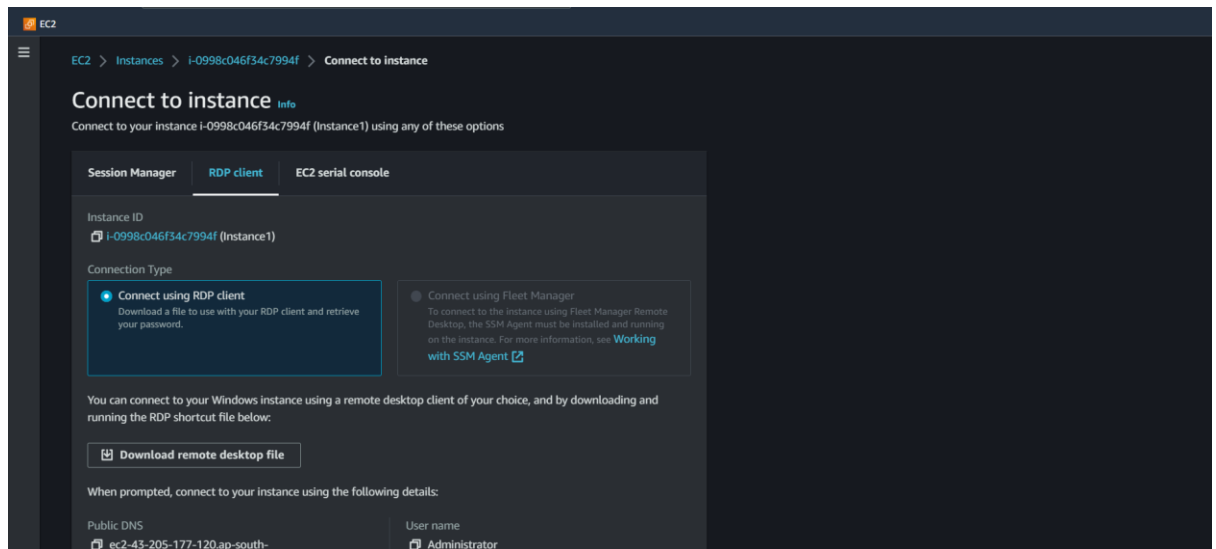 EC2
EC2 > Instances > i-0998c046f34c7994f > Connect to instance
Connect to instance Info
Connect to your instance i-0998c046f34c7994f (Instance1) using any of these options
Session Manager RDP client EC2 serial console
Instance ID
i-0998c046f34c7994f (Instance1)
Connection Type
Connect using RDP client
Download a file to use with your RDP client and retrieve
your password.
Connect using Fleet Manager
To connect to the instance using Fleet Manager Remote
Desktop, the SSM Agent must be installed and running
on the instance. For more information, see Working
with SSM Agent
You can connect to your Windows instance using a remote desktop client of your choice, and by downloading and
running the RDP shortcut file below:
Download remote desktop file
When prompted, connect to your instance using the following details:
Public DNS
ec2-43-205-177-120.ap-south-
User name
Administrator